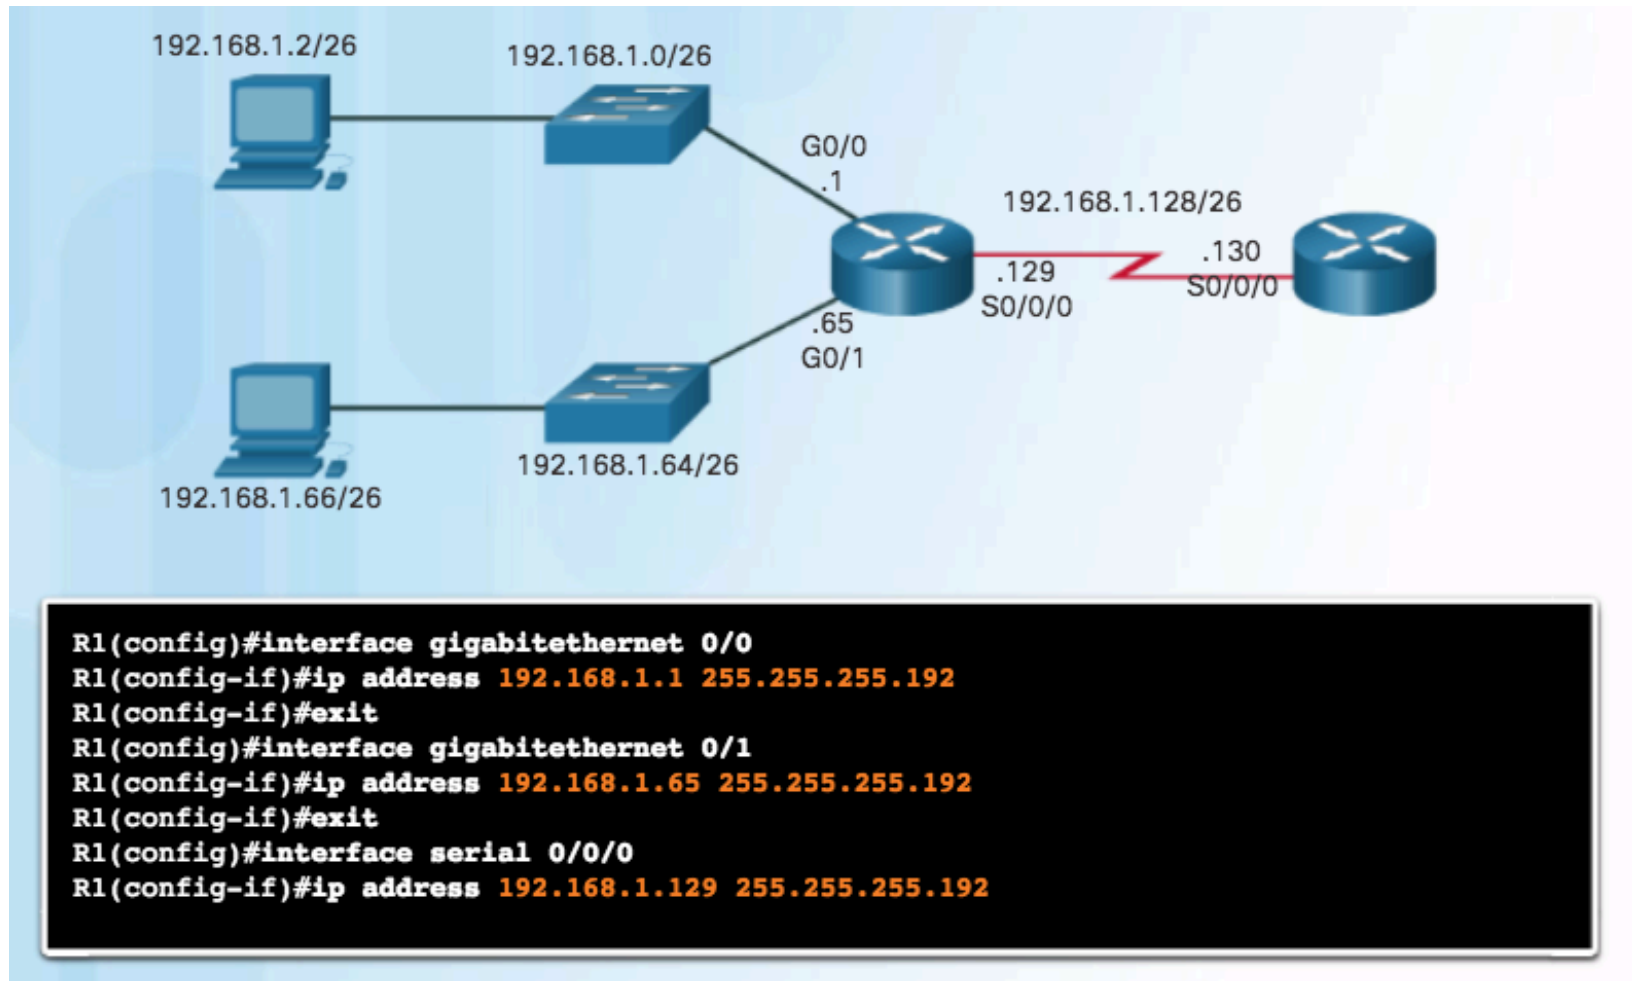 192.168.1.2/26
192.168.1.0/26
G0/0
.1
192.168.1.128/26
.130
S0/0/0
.129
S0/0/0
.65
G0/1
192.168.1.64/26
192.168.1.66/26
R1(config)#interface gigabitethernet 0/0
R1(config-if)#ip address 192.168.1.1 255.255.255.192
R1(config-if)#exit
R1(config)#interface gigabitethernet 0/1
R1(config-if)#ip address 192.168.1.65 255.255.255.192
R1(config-if)#exit
R1(config)#interface serial 0/0/0
R1(config-if)#ip address 192.168.1.129 255.255.255.192